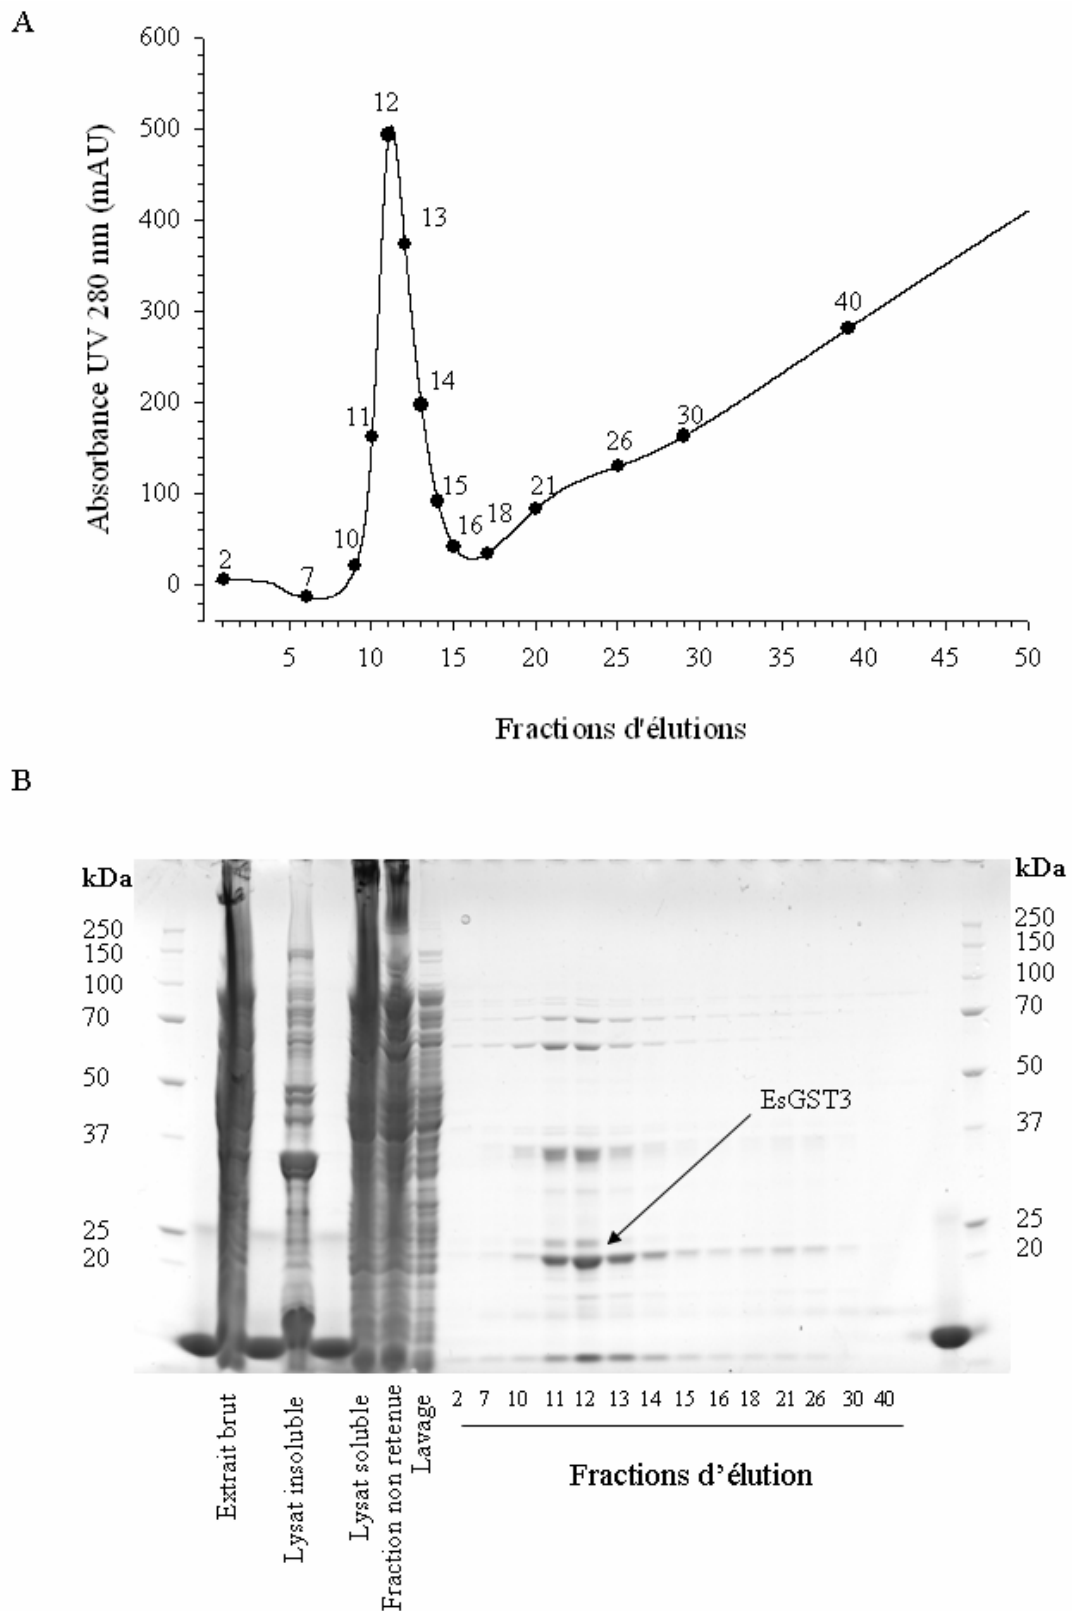 A
600
500
400
300
200
100
0
Absorbance UV 280 nm (mAU)
2
7
10
11
12
13
14
15
16
18
21
26
30
40
5 10 15 20 25 30 35 40 45 50
Fractions d'élutions
B
kDa
250
150
100
70
50
37
25
20
kDa
250
150
100
70
50
37
25
20
EsGST3
Extrait brut
Lysat insoluble
Lysat soluble
Fraction non retenue
Lavage
2 7 10 11 12 13 14 15 16 18 21 26 30 40
Fractions d’élution